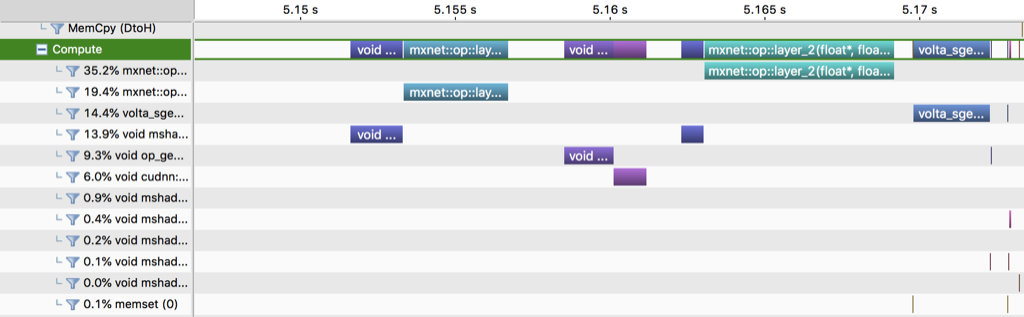 5.15 s 5.155 s 5.16 s 5.165 s 5.17 s
MemCpy (DtoH)
Compute void ... mxnet::op::lay... void ... mxnet::op::layer_2(float*, floa... volta_sge...
35.2% mxnet::op... mxnet::op::layer_2(float*, floa...
19.4% mxnet::op... mxnet::op::lay...
14.4% volta_sge... volta_sge...
13.9% void msha... void ...
9.3% void op_ge... void ...
6.0% void cudnn:...
0.9% void mshad...
0.4% void mshad...
0.2% void mshad...
0.1% void mshad...
0.0% void mshad...
0.1% memset (0)